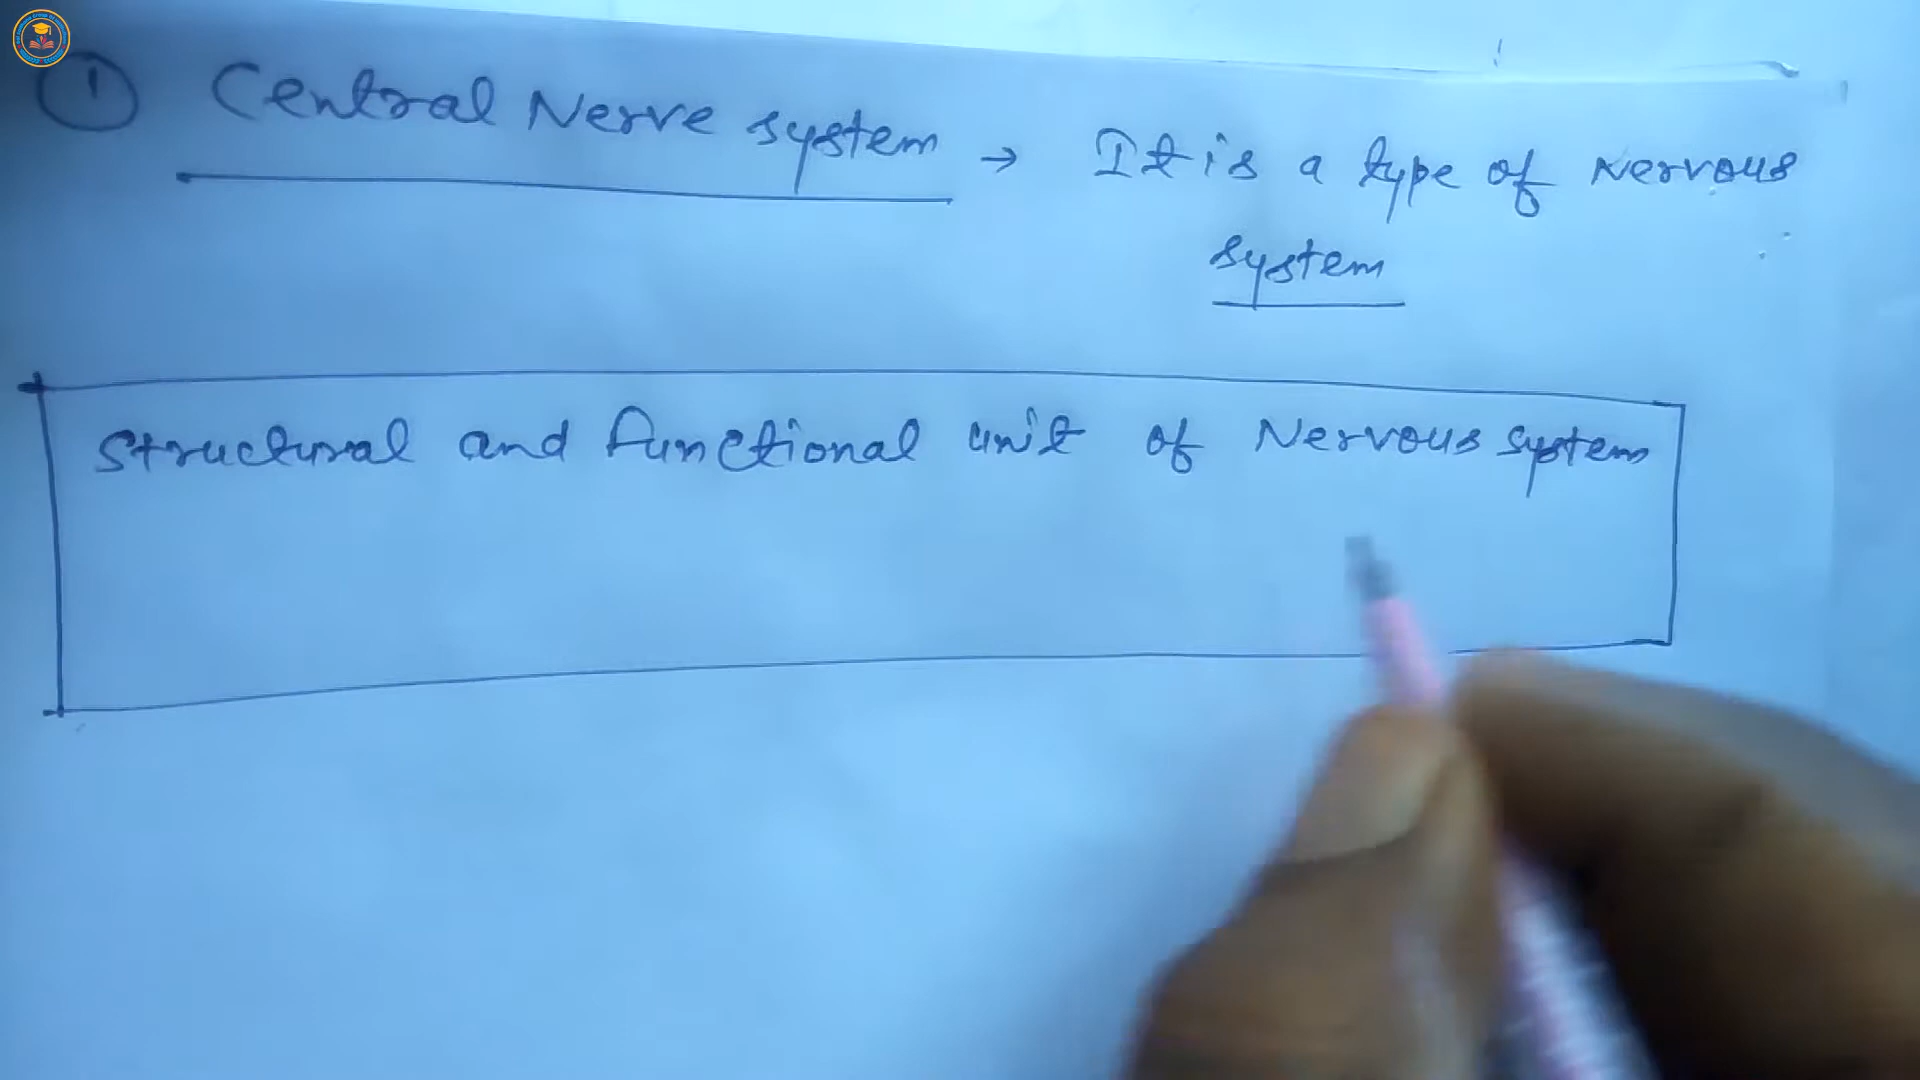 ① Central Nerve system → It is a type of Nervous
system
Structural and functional unit of Nervous system